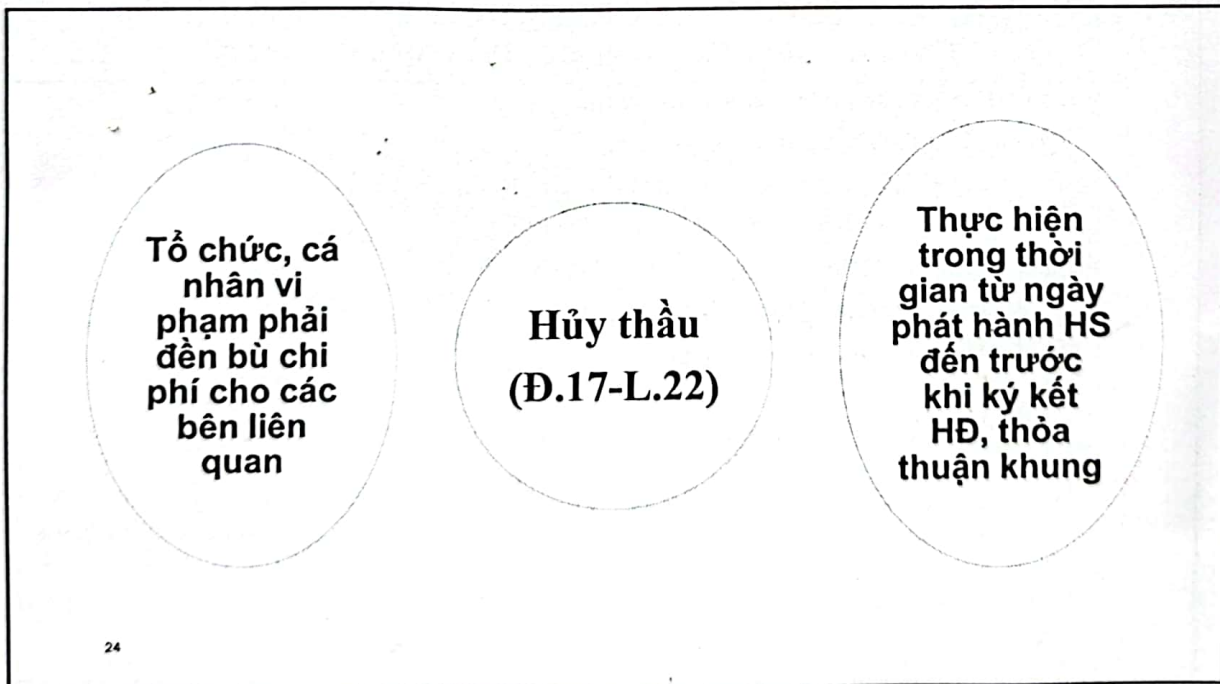 Tổ chức, cá
nhân vi
phạm phải
đền bù chi
phí cho các
bên liên
quan
Hủy thầu
(Đ.17-L.22)
Thực hiện
trong thời
gian từ ngày
phát hành HS
đến trước
khi ký kết
HĐ, thỏa
thuận khung
24